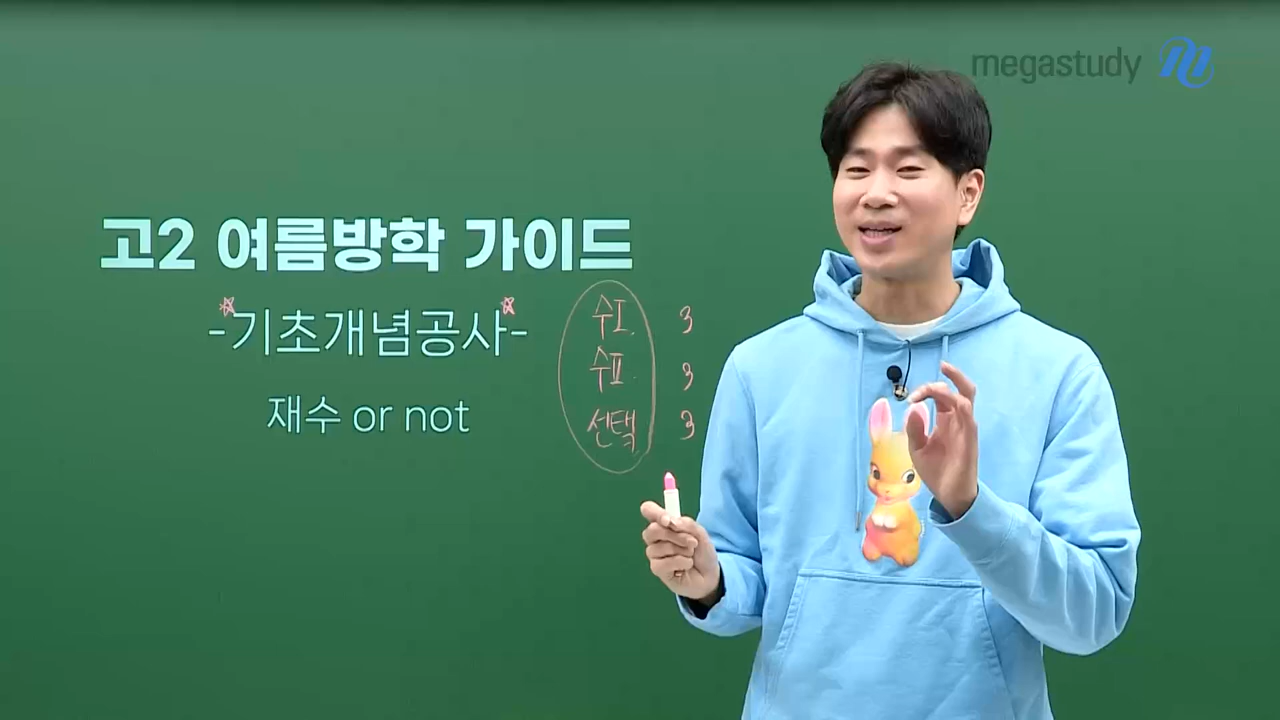 megastudy
고2 여름방학 가이드
-기초개념공사-
재수 or not
수I 3
수II 3
선택 3